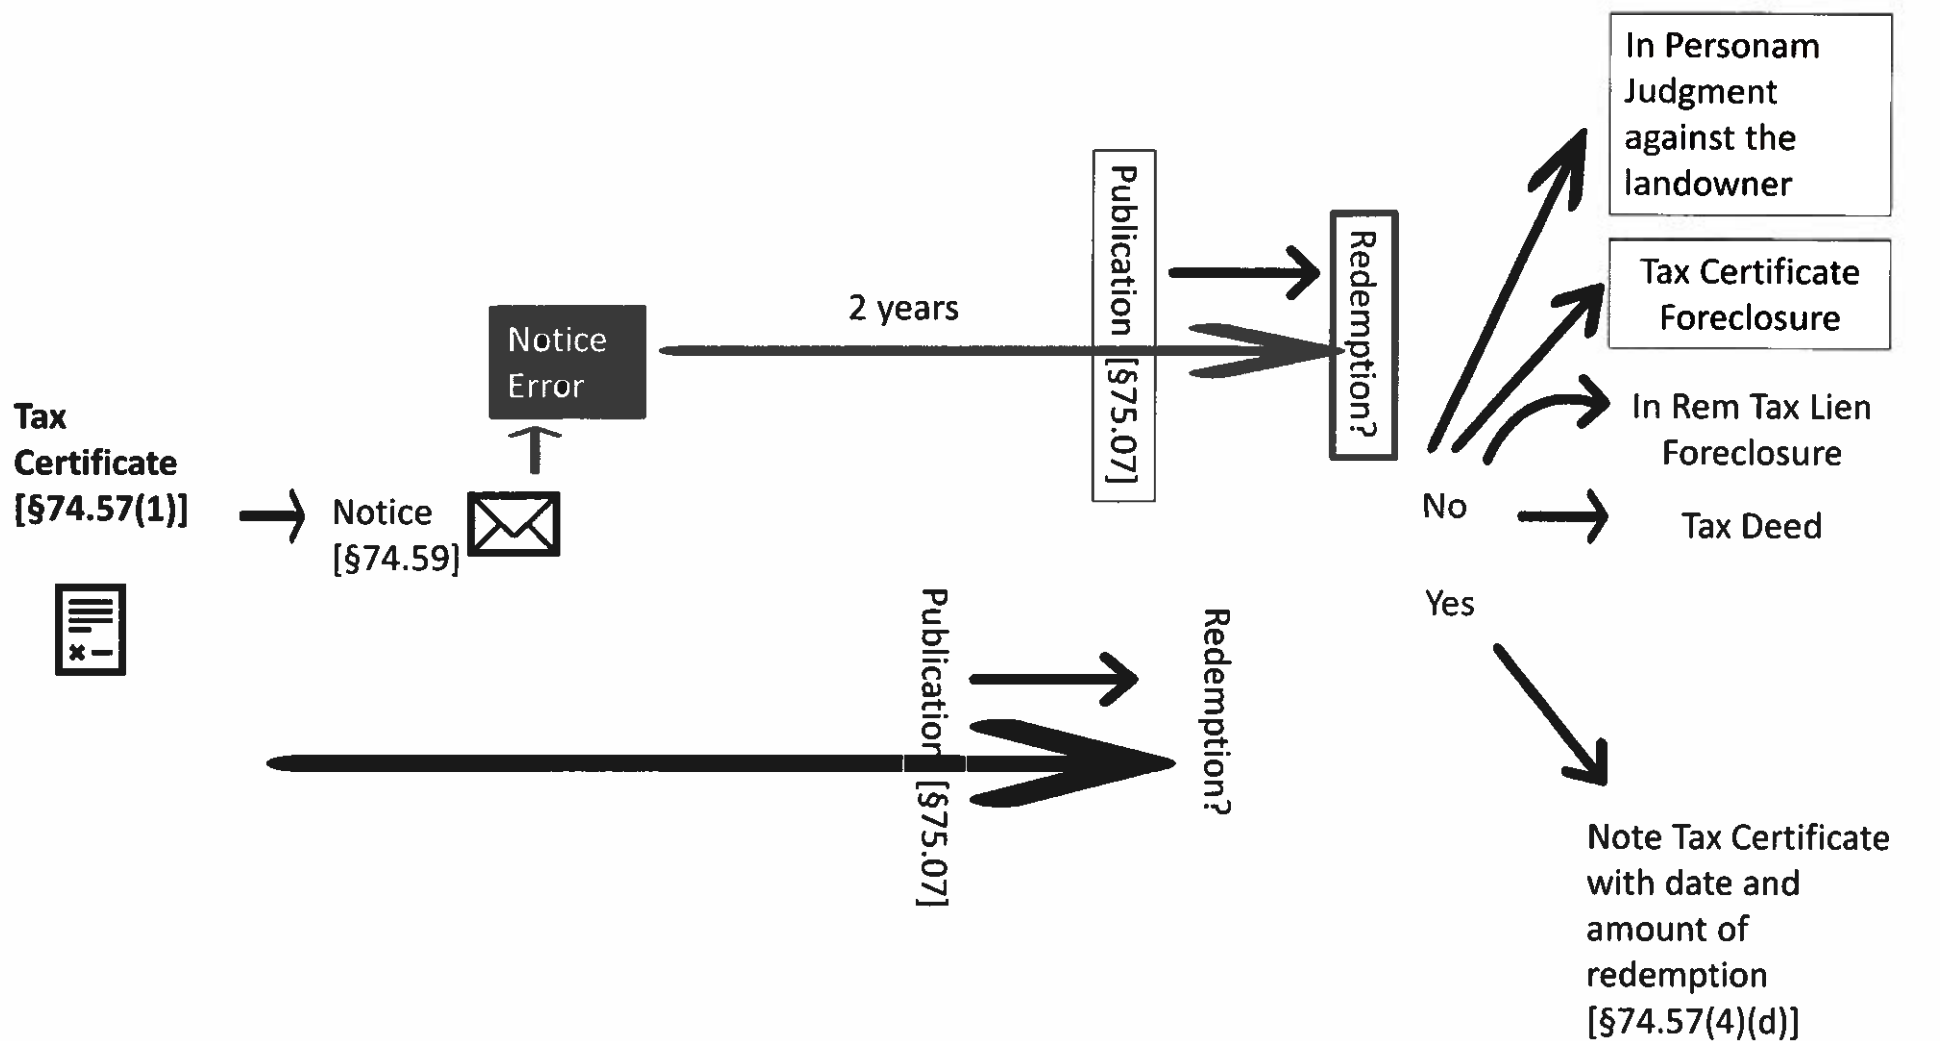 Tax
Certificate
[§74.57(1)]
Notice
[§74.59]
Notice
Error
2 years
Publication [§75.07]
Redemption?
Publication [§75.07]
Redemption?
No
Yes
In Personam
Judgment
against the
landowner
Tax Certificate
Foreclosure
In Rem Tax Lien
Foreclosure
Tax Deed
Note Tax Certificate
with date and
amount of
redemption
[§74.57(4)(d)]